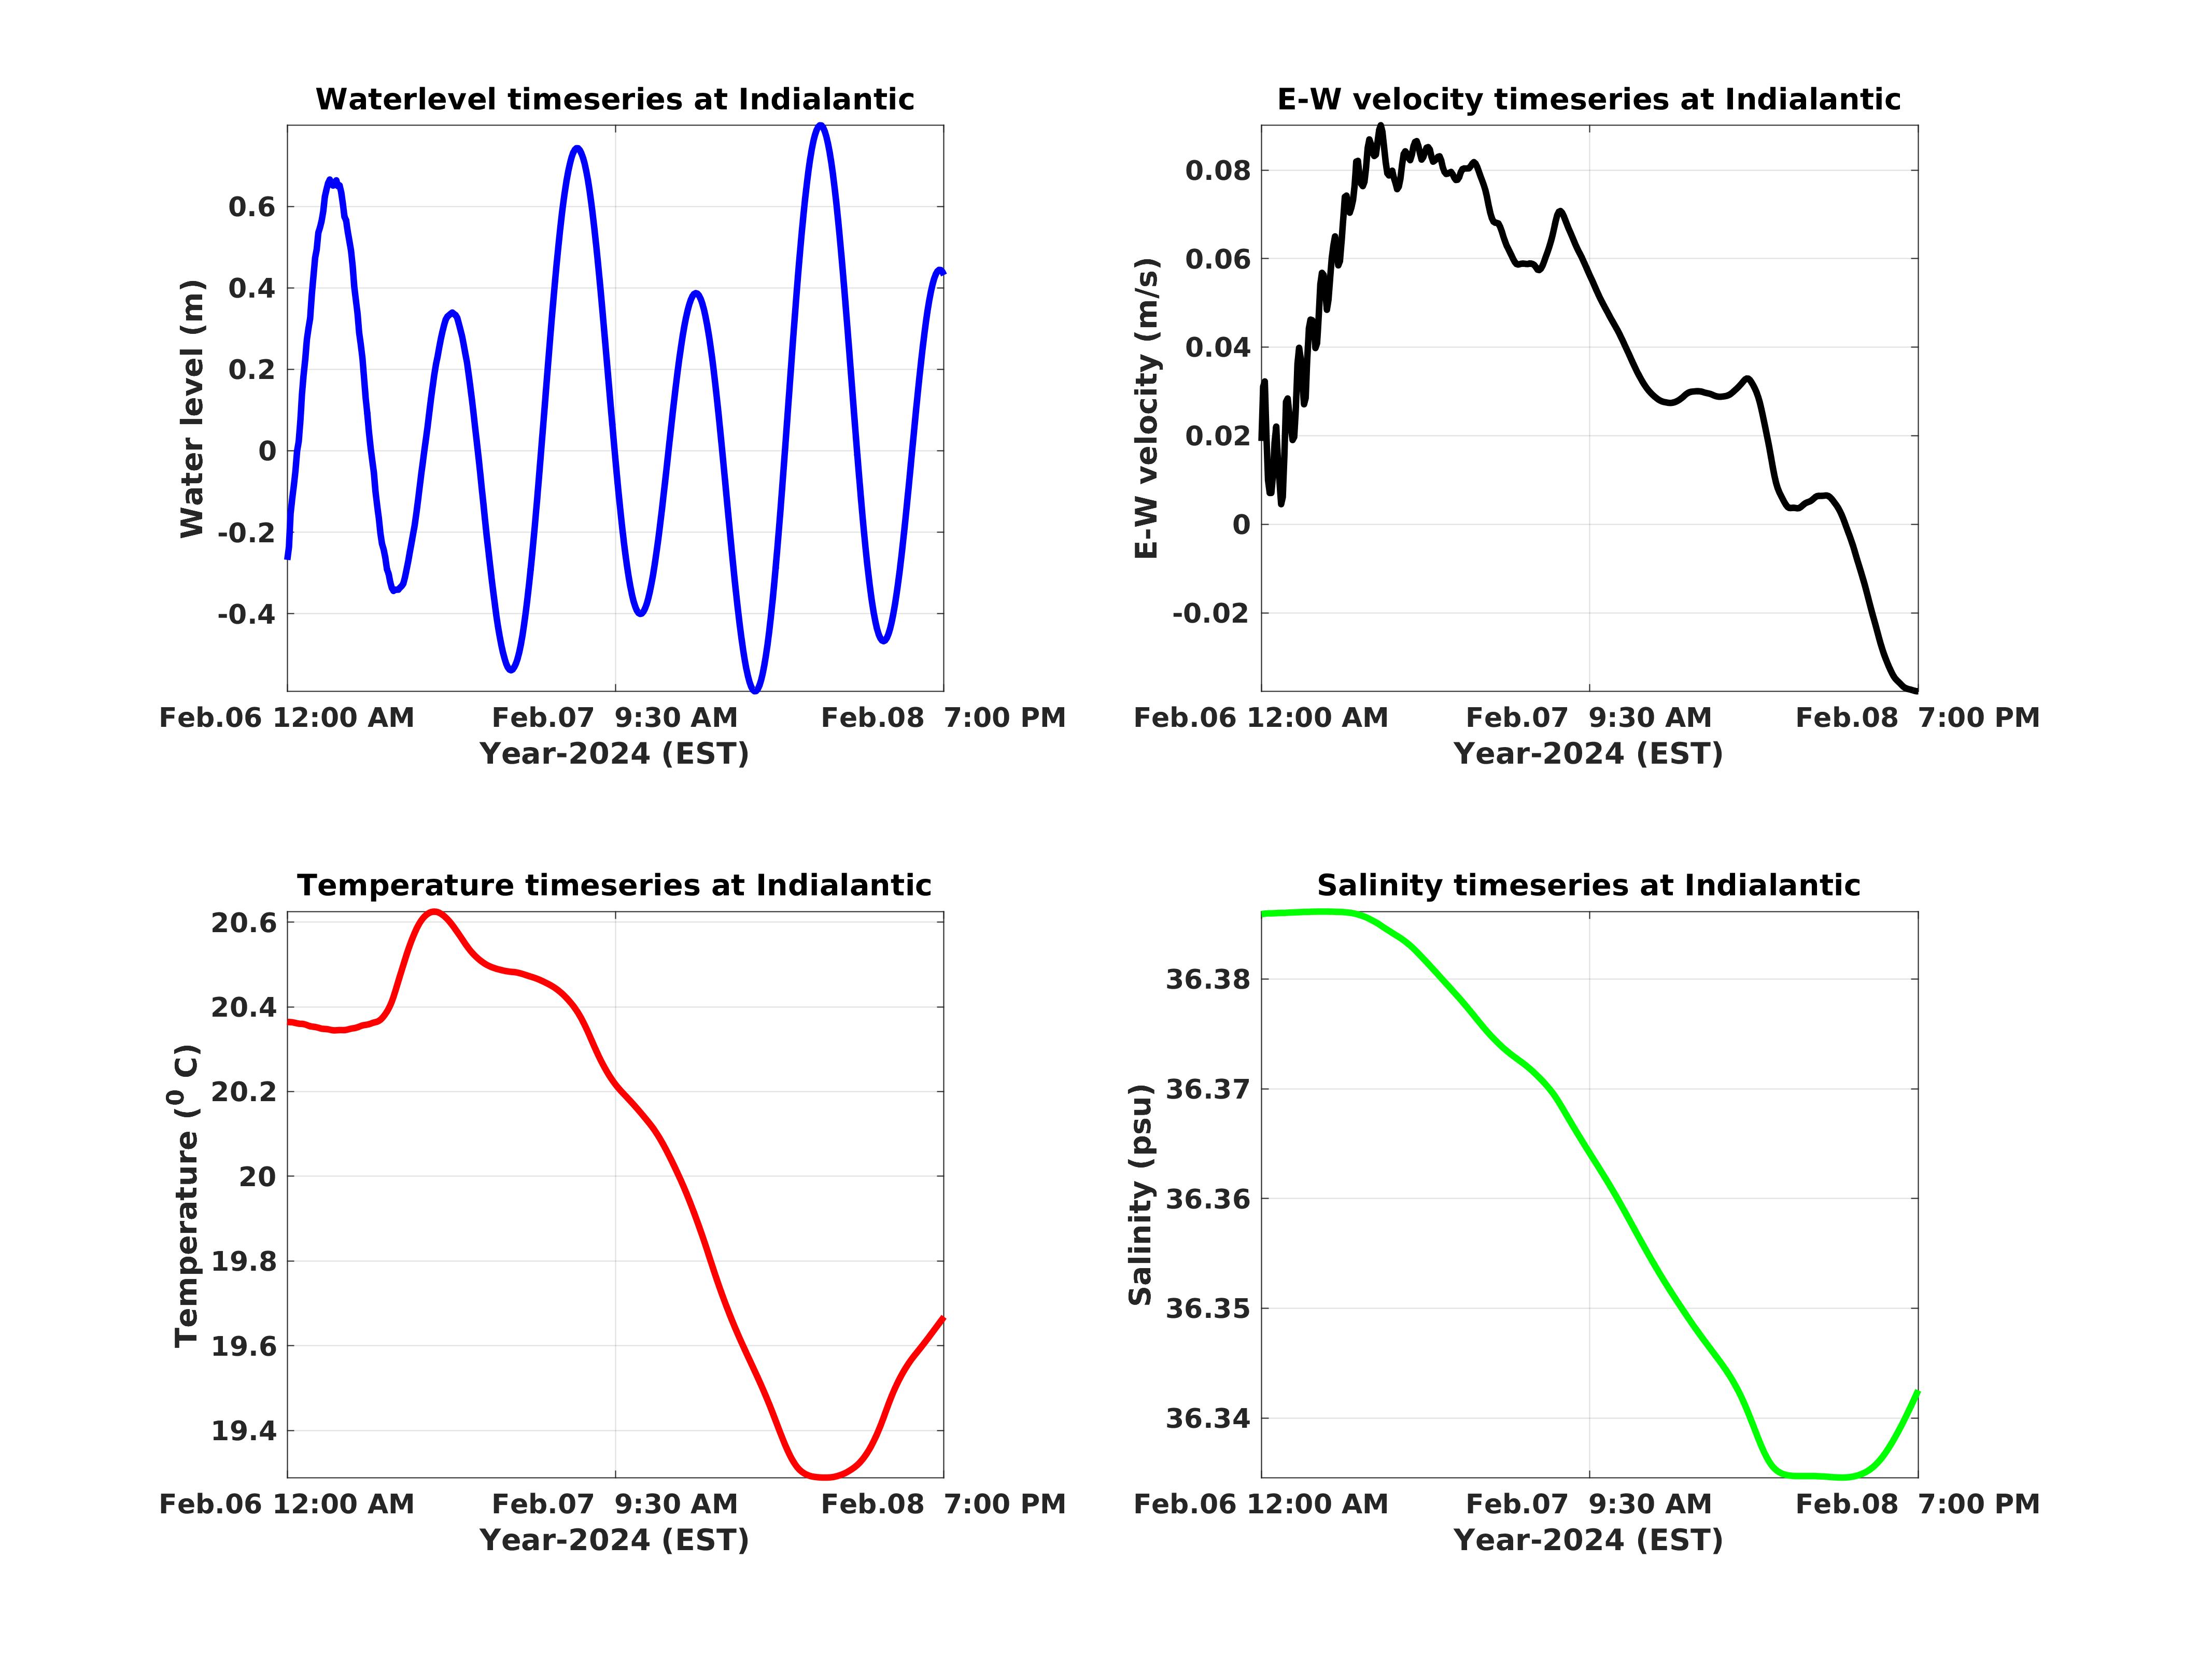 Waterlevel timeseries at Indialantic
Water level (m)
0.6
0.4
0.2
0
-0.2
-0.4
Feb.06 12:00 AM
Feb.07 9:30 AM
Feb.08 7:00 PM
Year-2024 (EST)
E-W velocity timeseries at Indialantic
E-W velocity (m/s)
0.08
0.06
0.04
0.02
0
-0.02
Feb.06 12:00 AM
Feb.07 9:30 AM
Feb.08 7:00 PM
Year-2024 (EST)
Temperature timeseries at Indialantic
Temperature (⁰ C)
20.6
20.4
20.2
20
19.8
19.6
19.4
Feb.06 12:00 AM
Feb.07 9:30 AM
Feb.08 7:00 PM
Year-2024 (EST)
Salinity timeseries at Indialantic
Salinity (psu)
36.38
36.37
36.36
36.35
36.34
Feb.06 12:00 AM
Feb.07 9:30 AM
Feb.08 7:00 PM
Year-2024 (EST)